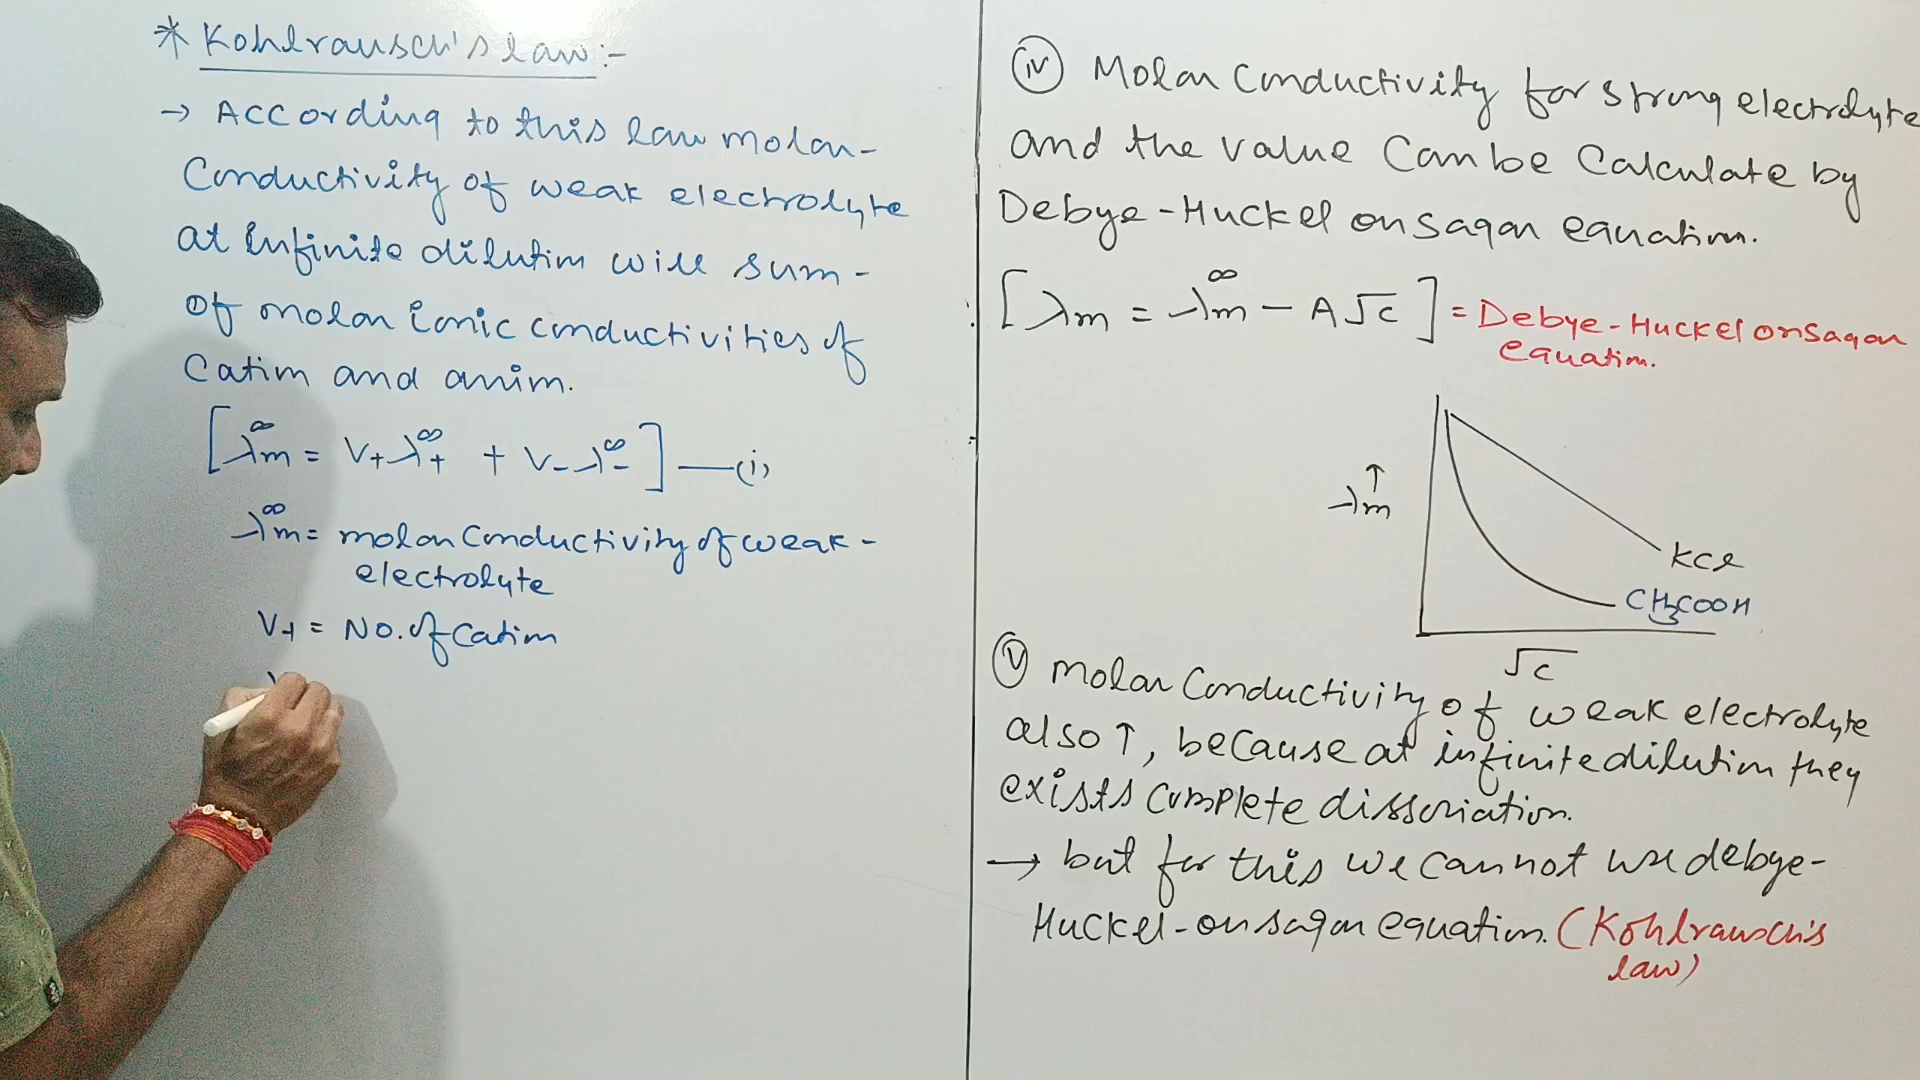 * Kohlrausch's law:-
→ According to this law molar-
Conductivity of weak electrolyte
at infinite dilution will sum-
of molar ionic conductivities of
Cation and anion.
[λ∞m = V+λ∞+ + V-λ∞-] —(i)
λ∞m = molar Conductivity of weak-
electrolyte
V+ = No. of Cation
(iv) Molar Conductivity for strong electrolyte
and the value Can be Calculate by
Debye-Huckel onsagar equation.
[λm = λ∞m - A√c] = Debye-Huckel onsagar
equation.
λm ↑
KCl
CH3COOH
√c
(v) molar Conductivity of weak electrolyte
also ↑, because at infinite dilution they
exists complete dissociation.
→ but for this we cannot use debye-
Huckel-onsagar equation. (Kohlrausch's
law)